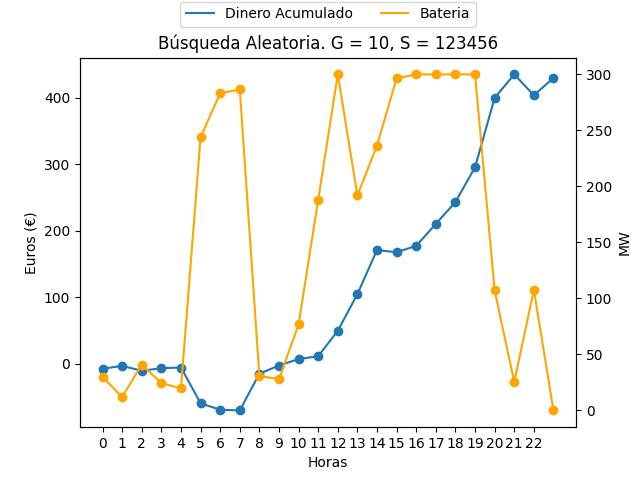 Dinero Acumulado Bateria
Búsqueda Aleatoria. G = 10, S = 123456
400
300
200
100
0
Euros (€)
300
250
200
150
100
50
0
MW
0 1 2 3 4 5 6 7 8 9 10 11 12 13 14 15 16 17 18 19 20 21 22
Horas